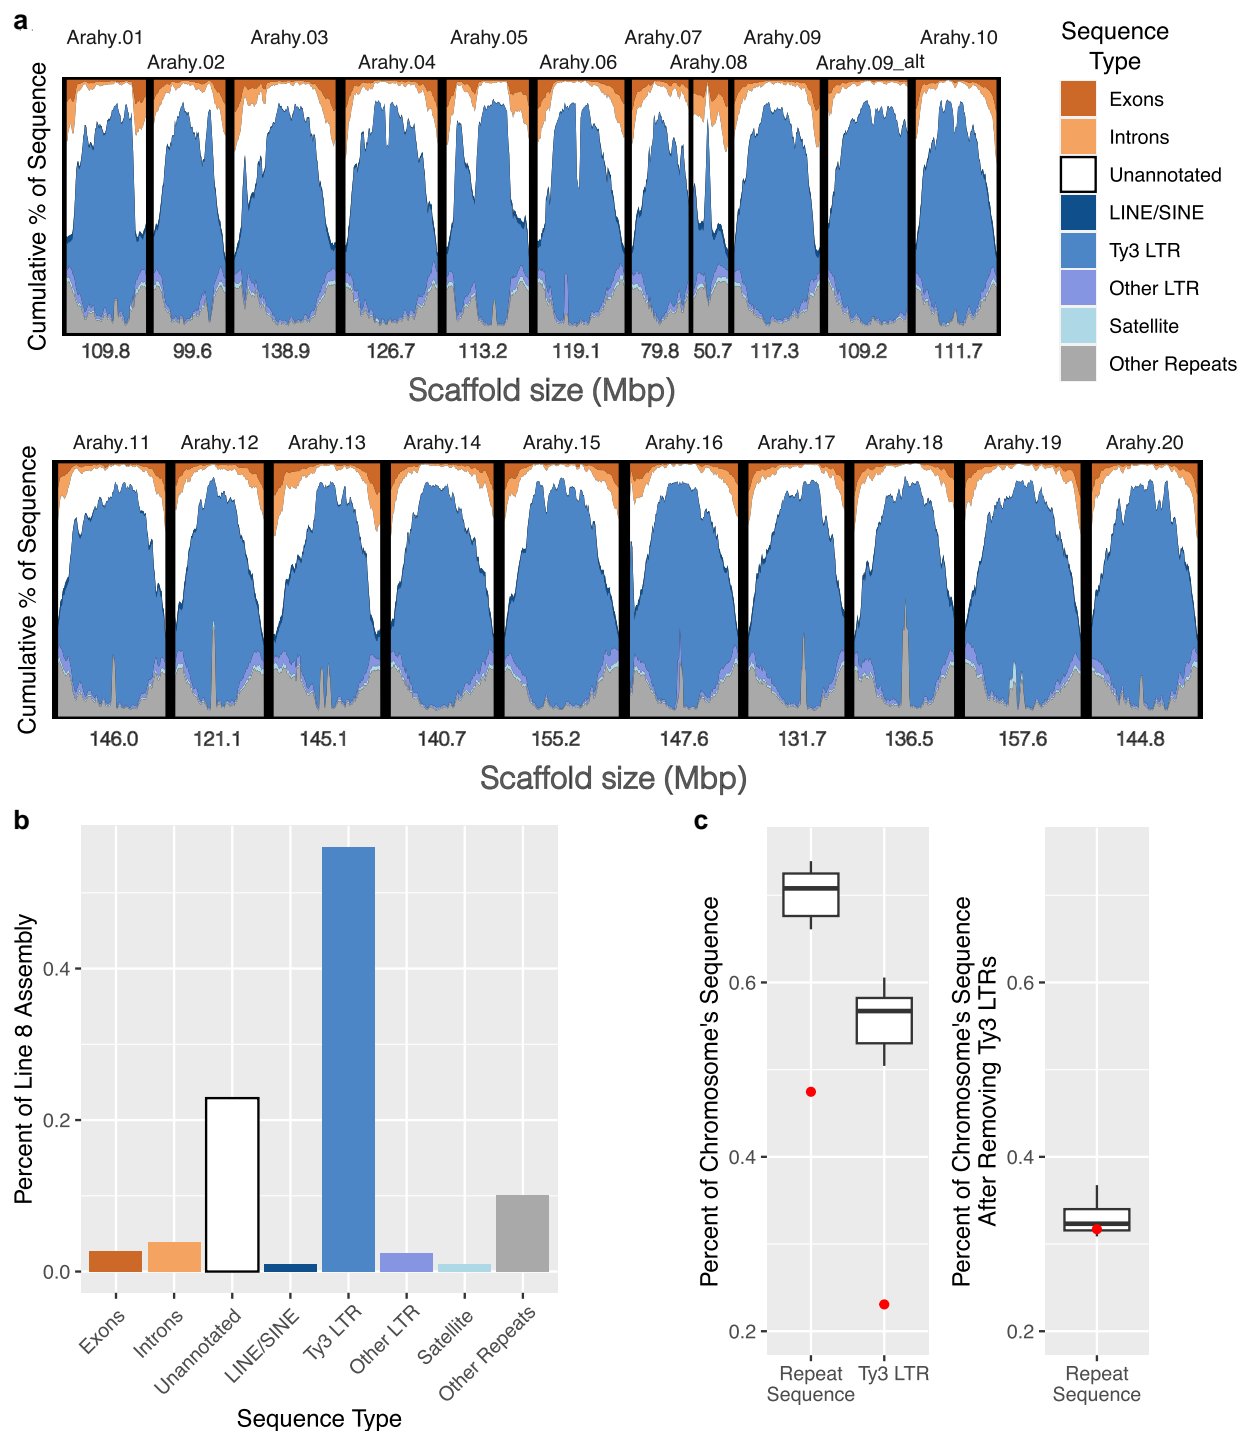 a
Arahy.01
Arahy.03
Arahy.05
Arahy.07
Arahy.09
Arahy.10
Arahy.02
Arahy.04
Arahy.06
Arahy.08
Arahy.09_alt
Cumulative % of Sequence
109.8
99.6
138.9
126.7
113.2
119.1
79.8
50.7
117.3
109.2
111.7
Scaffold size (Mbp)
Sequence
Type
Exons
Introns
Unannotated
LINE/SINE
Ty3 LTR
Other LTR
Satellite
Other Repeats
Arahy.11
Arahy.12
Arahy.13
Arahy.14
Arahy.15
Arahy.16
Arahy.17
Arahy.18
Arahy.19
Arahy.20
Cumulative % of Sequence
146.0
121.1
145.1
140.7
155.2
147.6
131.7
136.5
157.6
144.8
Scaffold size (Mbp)
b
Percent of Line 8 Assembly
0.4
0.2
0.0
Exons
Introns
Unannotated
LINE/SINE
Ty3 LTR
Other LTR
Satellite
Other Repeats
Sequence Type
c
Percent of Chromosome's Sequence
0.6
0.4
0.2
Repeat
Sequence
Ty3 LTR
Percent of Chromosome's Sequence
After Removing Ty3 LTRs
0.6
0.4
0.2
Repeat
Sequence